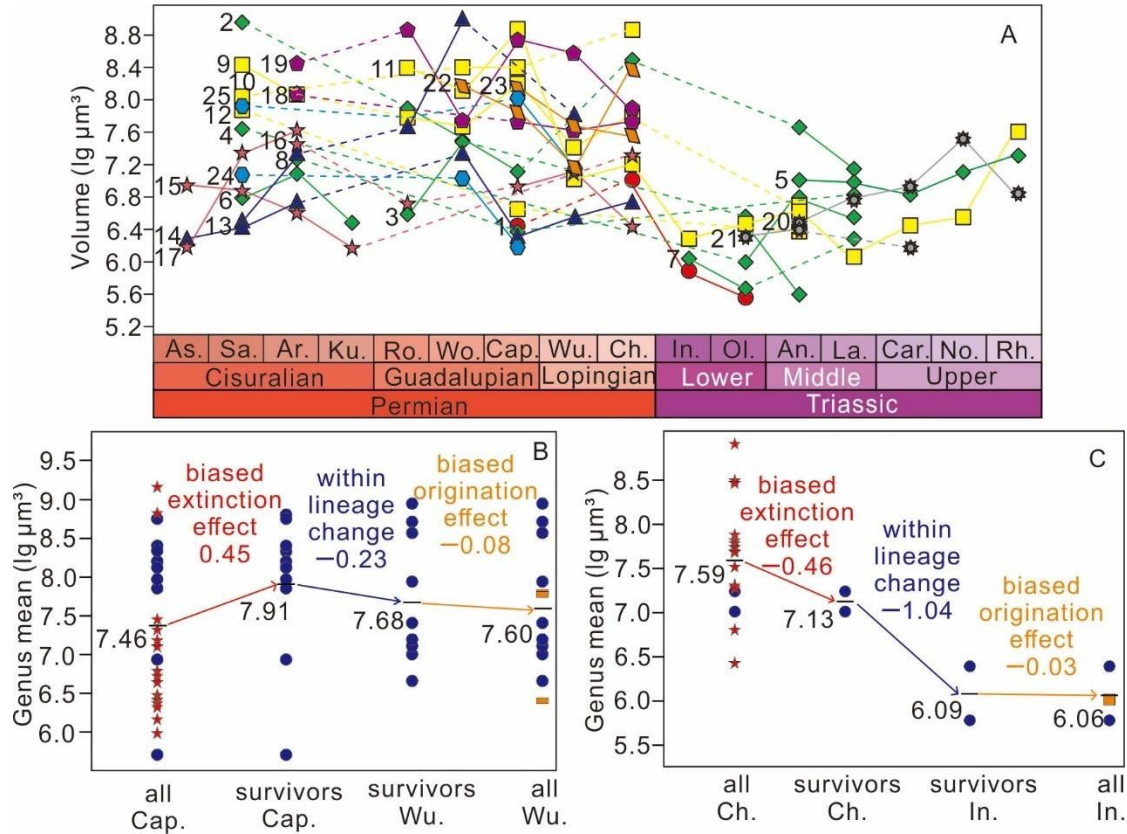 A
8.8
8.4
8.0
7.6
7.2
6.8
6.4
6.0
5.6
5.2
Volume (lg μm³)
2
9
19
10
11
22
23
25
18
12
4
16
8
15
24
6
5
3
14
13
1
20
21
17
7
As. Sa. Ar. Ku. Ro. Wo. Cap. Wu. Ch. In. Ol. An. La. Car. No. Rh.
Cisuralian Guadalupian Lopingian Lower Middle Upper
Permian Triassic
B
9.5
9.0
8.5
8.0
7.5
7.0
6.5
6.0
Genus mean (lg μm³)
biased
extinction
effect
0.45
within
lineage
change
−0.23
biased
origination
effect
−0.08
7.46
7.91
7.68
7.60
all
Cap.
survivors
Cap.
survivors
Wu.
all
Wu.
C
8.5
8.0
7.5
7.0
6.5
6.0
5.5
Genus mean (lg μm³)
biased
extinction
effect
−0.46
within
lineage
change
−1.04
biased
origination
effect
−0.03
7.59
7.13
6.09
6.06
all
Ch.
survivors
Ch.
survivors
In.
all
In.